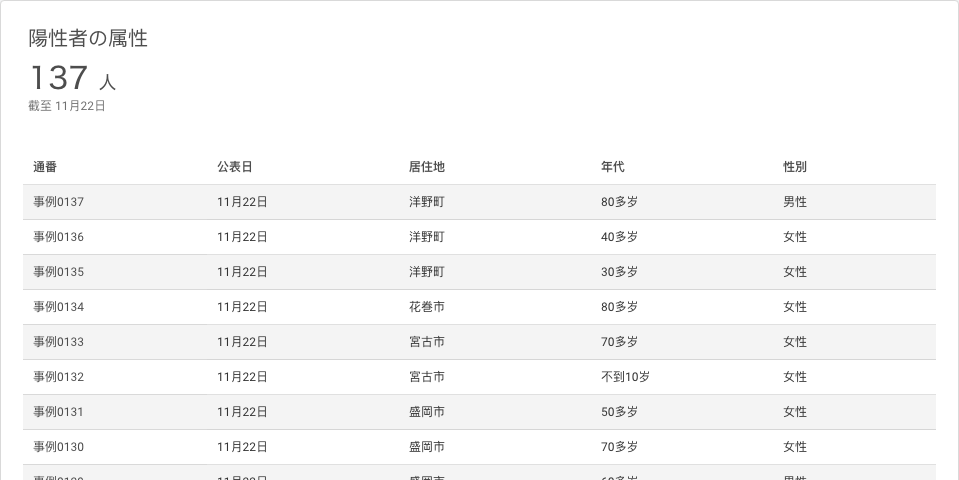 陽性者の属性
137 人
截至 11月22日
通番 公表日 居住地 年代 性別
事例0137 11月22日 洋野町 80多岁 男性
事例0136 11月22日 洋野町 40多岁 女性
事例0135 11月22日 洋野町 30多岁 女性
事例0134 11月22日 花巻市 80多岁 女性
事例0133 11月22日 宮古市 70多岁 女性
事例0132 11月22日 宮古市 不到10岁 女性
事例0131 11月22日 盛岡市 50多岁 女性
事例0130 11月22日 盛岡市 70多岁 女性